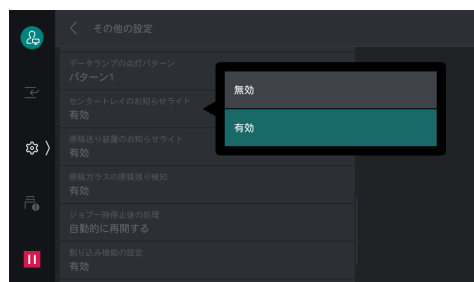 その他の設定
データランプの点灯パターン
パターン1
センタートレイのお知らせライト
有効
原稿送り装置のお知らせライト
有効
原稿ガラスの原稿残り検知
有効
ジョブ一時停止後の処理
自動的に再開する
割り込み機能の設定
有効
無効
有効